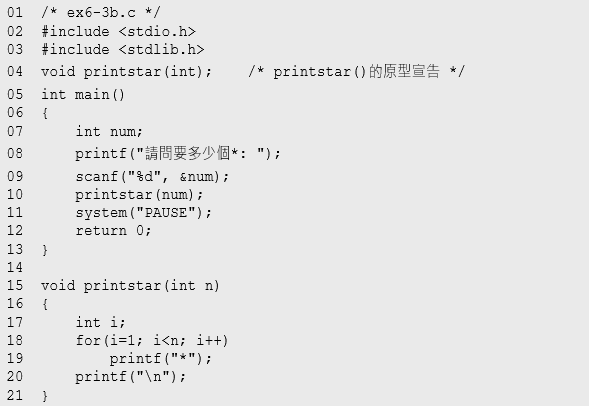 01  /* ex6-3b.c */
02  #include <stdio.h>
03  #include <stdlib.h>
04  void printstar(int);    /* printstar()的原型宣告 */
05  int main()
06  {
07      int num;
08      printf("請問要多少個*: ");
09      scanf("%d", &num);
10      printstar(num);
11      system("PAUSE");
12      return 0;
13  }
14
15  void printstar(int n)
16  {
17      int i;
18      for(i=1; i<n; i++)
19          printf("*");
20      printf("\n");
21  }